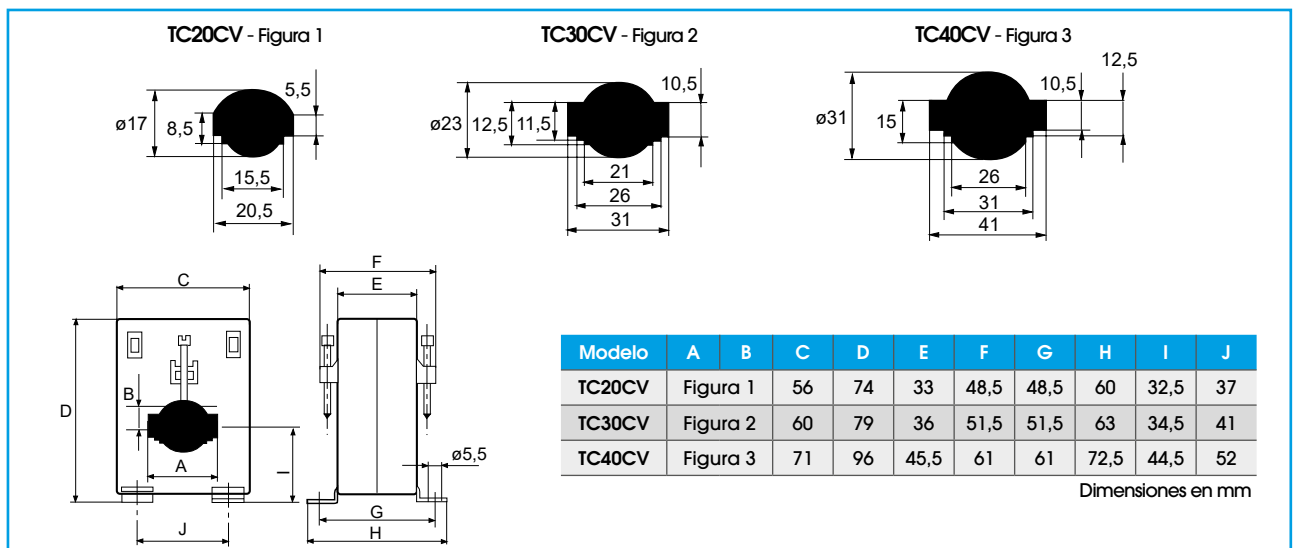 TC20CV - Figura 1
5,5
ø17
8,5
15,5
20,5
TC30CV - Figura 2
10,5
ø23
12,5
11,5
21
26
31
TC40CV - Figura 3
12,5
10,5
ø31
15
26
31
41
C
B
D
A
I
J
F
E
ø5,5
G
H
Modelo A B C D E F G H I J
TC20CV Figura 1 56 74 33 48,5 48,5 60 32,5 37
TC30CV Figura 2 60 79 36 51,5 51,5 63 34,5 41
TC40CV Figura 3 71 96 45,5 61 61 72,5 44,5 52
Dimensiones en mm